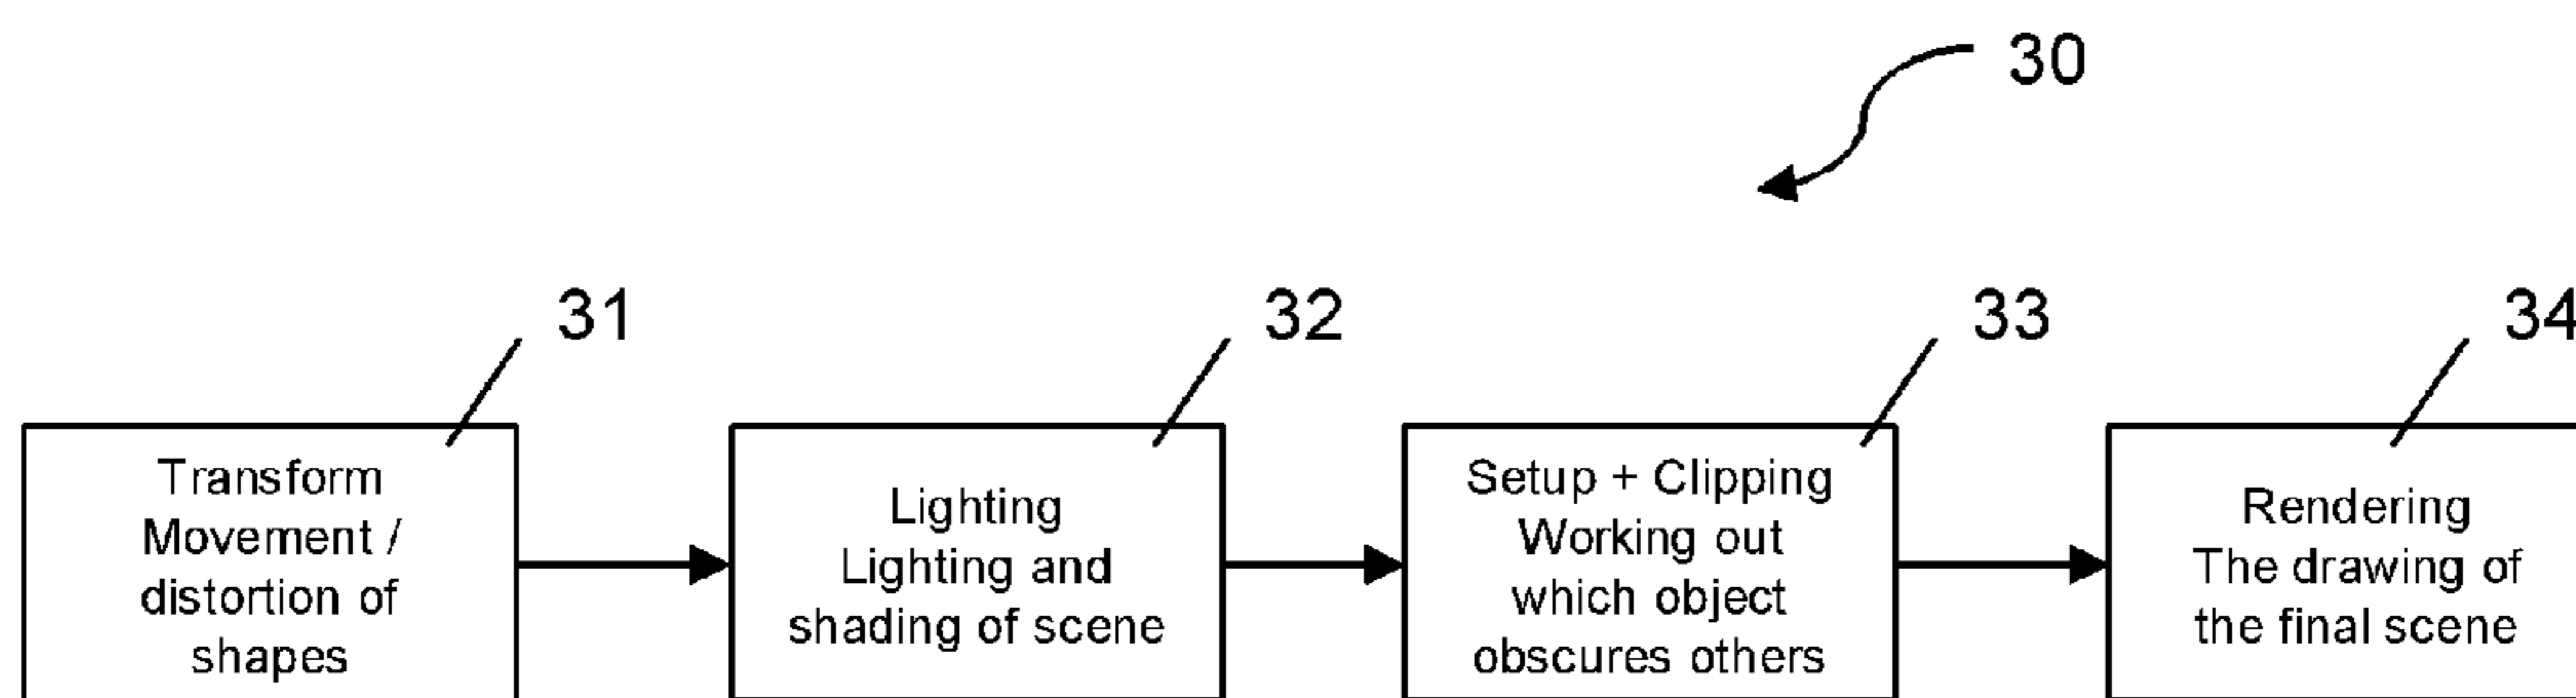 30
31
32
33
34
Transform
Movement /
distortion of
shapes
Lighting
Lighting and
shading of scene
Setup + Clipping
Working out
which object
obscures others
Rendering
The drawing of
the final scene